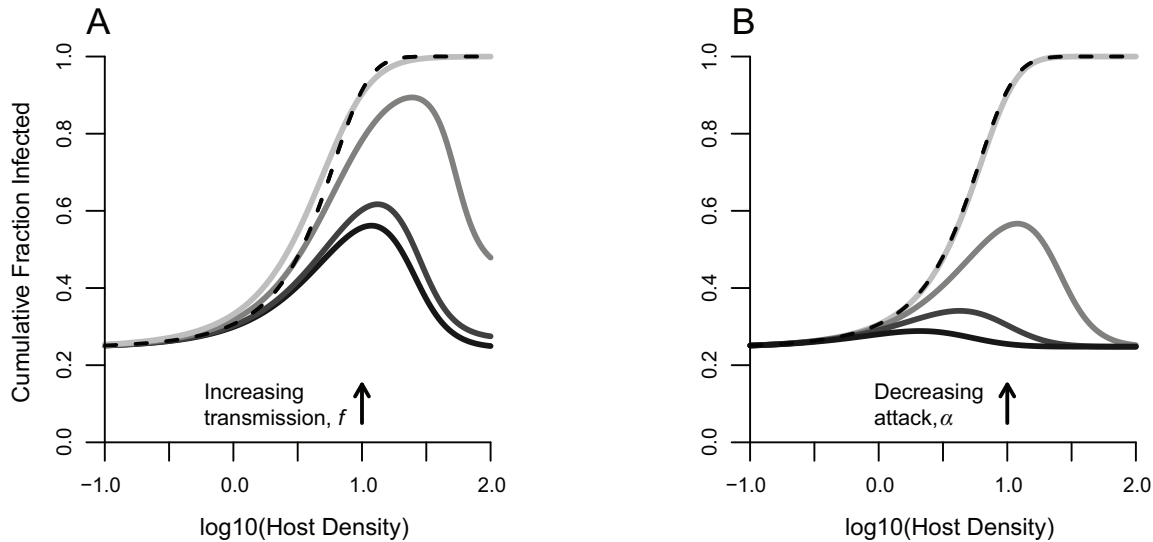 A
Cumulative Fraction Infected
1.0
0.8
0.6
0.4
0.2
0.0
Increasing
transmission, f
−1.0
0.0
1.0
2.0
log10(Host Density)
B
1.0
0.8
0.6
0.4
0.2
0.0
Decreasing
attack, α
−1.0
0.0
1.0
2.0
log10(Host Density)